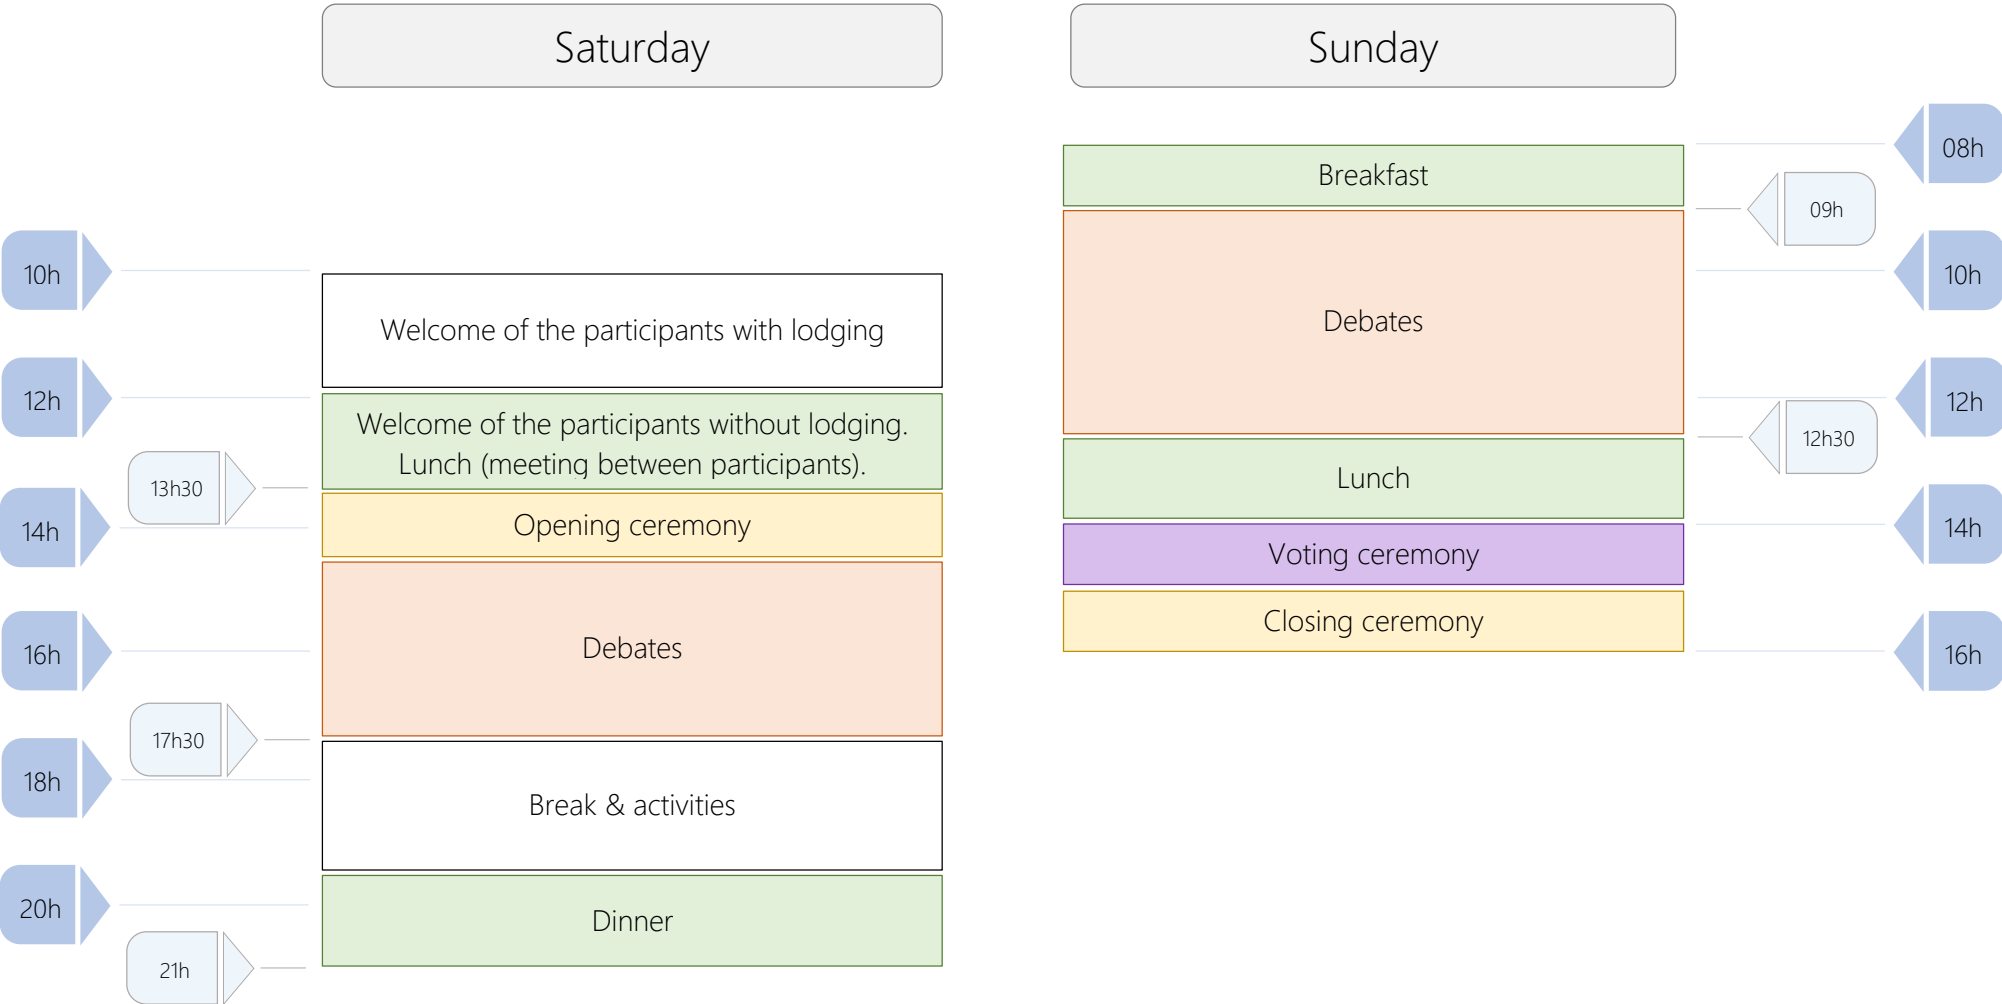 Saturday
10h
Welcome of the participants with lodging
12h
Welcome of the participants without lodging.
Lunch (meeting between participants).
13h30
14h
Opening ceremony
16h
Debates
17h30
18h
Break & activities
20h
Dinner
21h
Sunday
08h
Breakfast
09h
10h
Debates
12h
12h30
Lunch
14h
Voting ceremony
Closing ceremony
16h